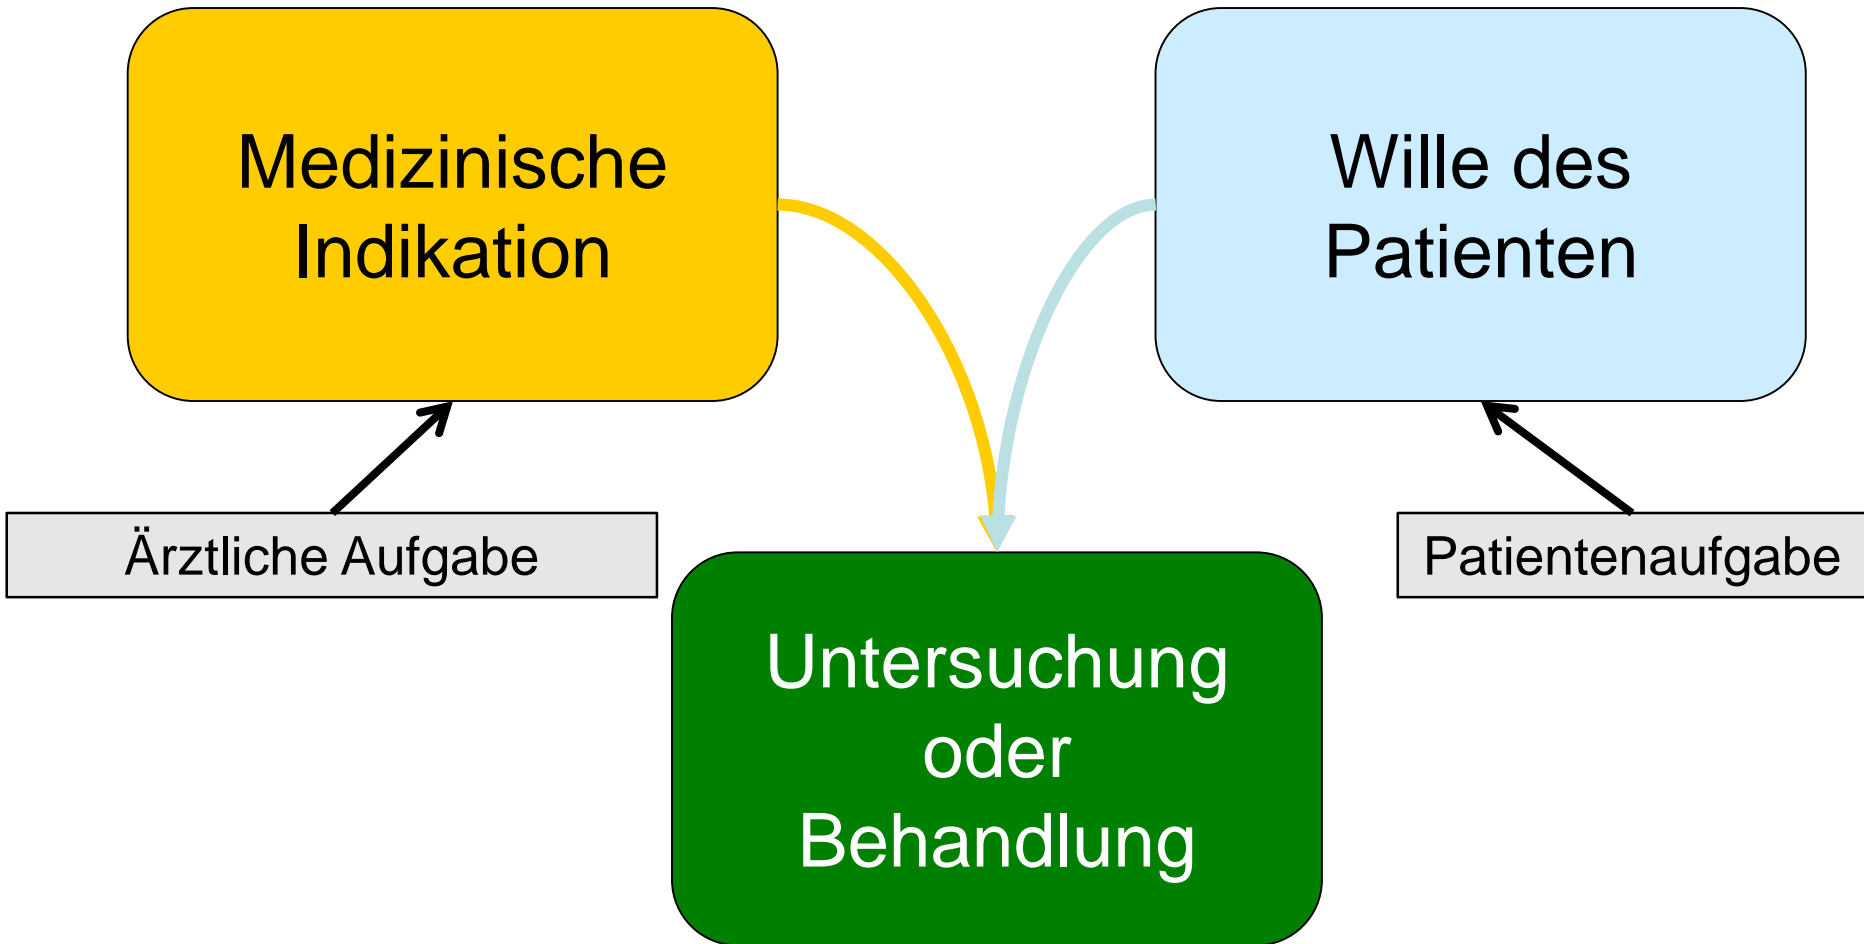 Medizinische
Indikation
Wille des
Patienten
Ärztliche Aufgabe
Patientenaufgabe
Untersuchung
oder
Behandlung